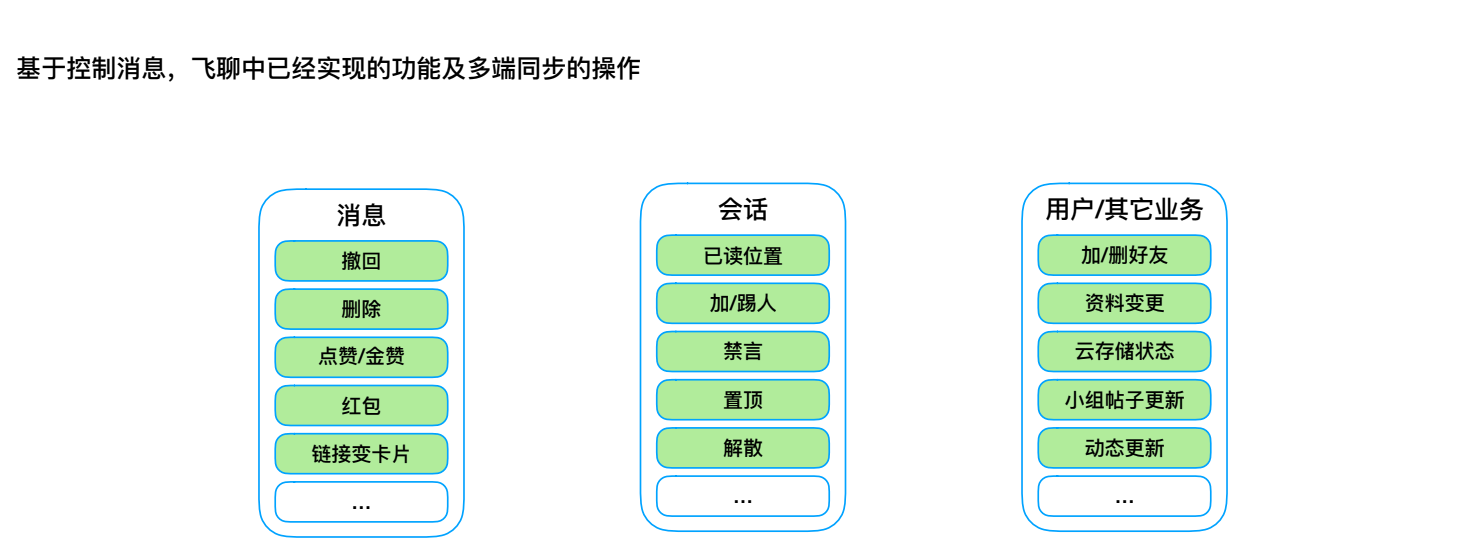 基于控制消息，飞聊中已经实现的功能及多端同步的操作
消息
撤回
删除
点赞/金赞
红包
链接变卡片
...
会话
已读位置
加/踢人
禁言
置顶
解散
...
用户/其它业务
加/删好友
资料变更
云存储状态
小组帖子更新
动态更新
...